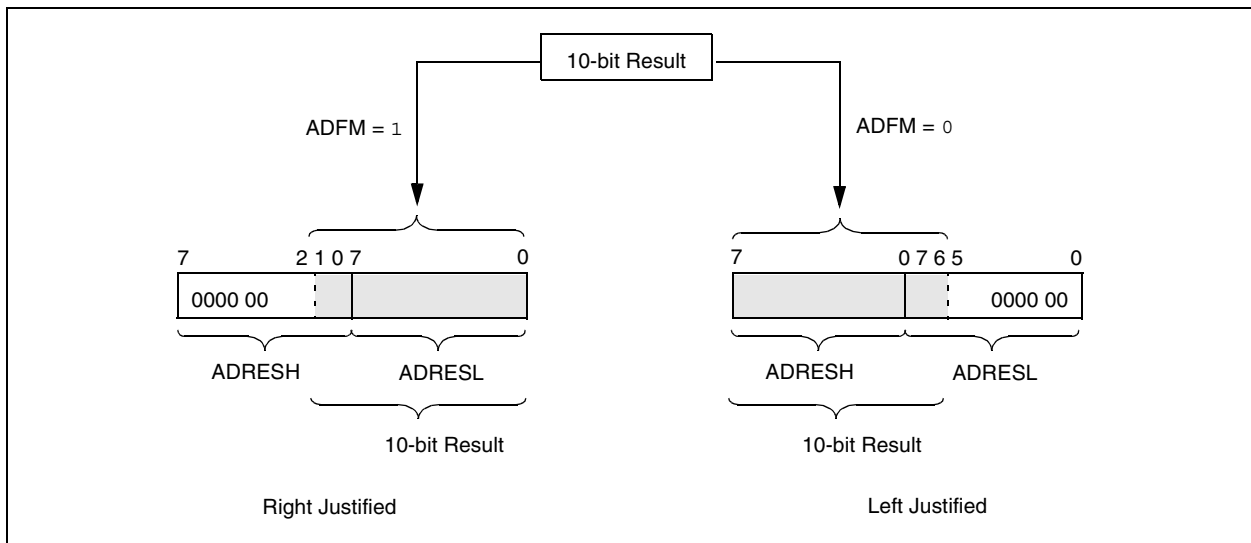 10-bit Result
ADFM = 1
ADFM = 0
7 2 1 0 7 0
7 0 7 6 5 0
0000 00
0000 00
ADRESH ADRESL
ADRESH ADRESL
10-bit Result
10-bit Result
Right Justified
Left Justified